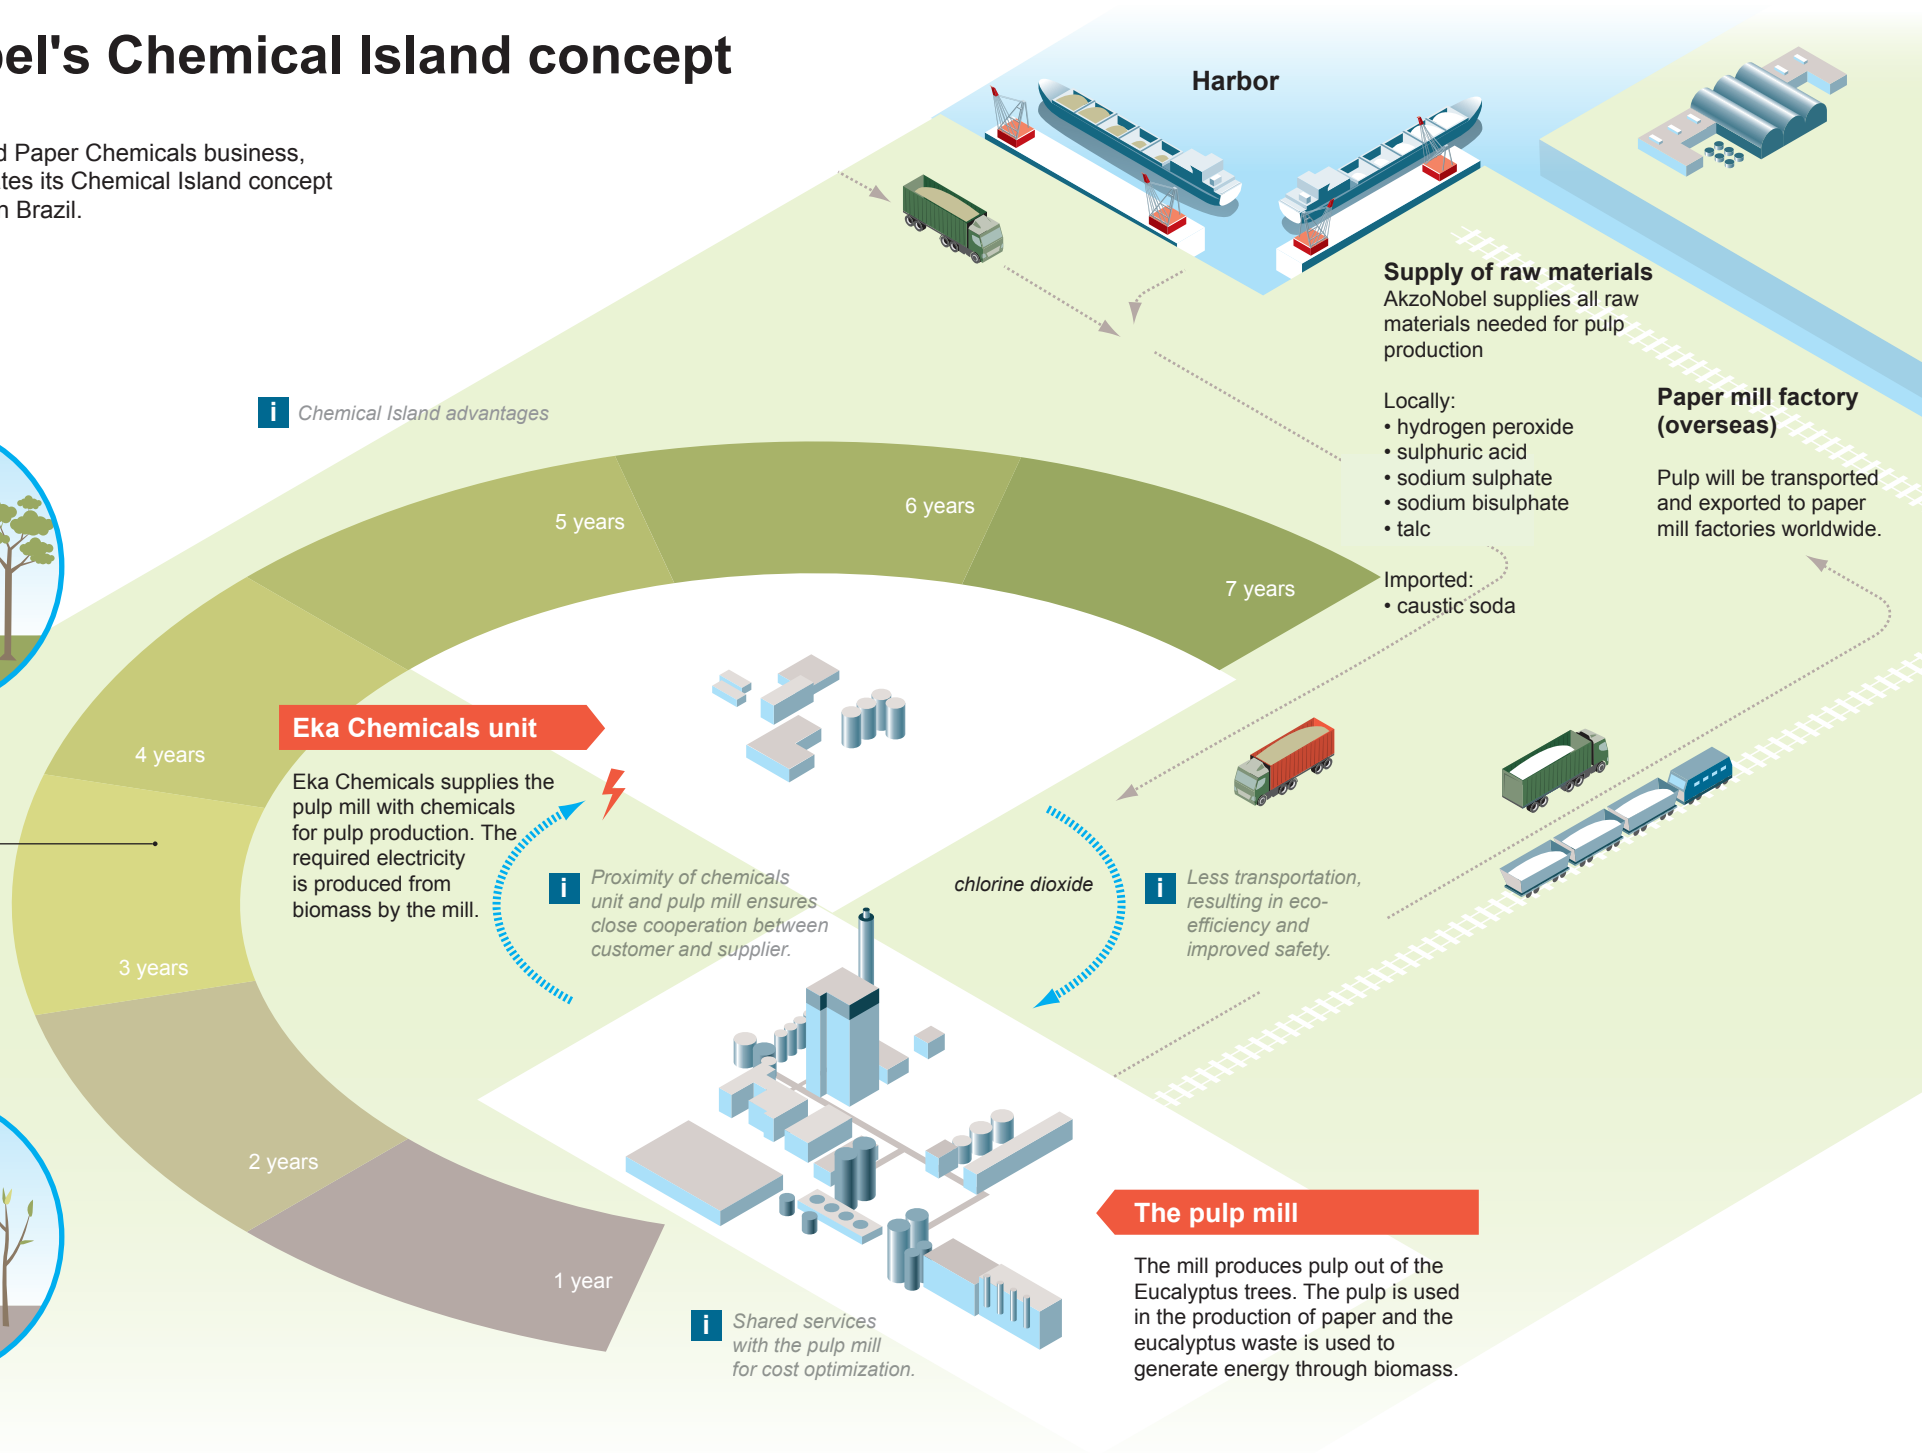 bel's Chemical Island concept
d Paper Chemicals business,
ates its Chemical Island concept
n Brazil.
Harbor
Supply of raw materials
AkzoNobel supplies all raw
materials needed for pulp
production
Locally:
• hydrogen peroxide
• sulphuric acid
• sodium sulphate
• sodium bisulphate
• talc
Imported:
• caustic soda
Paper mill factory
(overseas)
Pulp will be transported
and exported to paper
mill factories worldwide.
i Chemical Island advantages
5 years
6 years
7 years
4 years
3 years
2 years
1 year
Eka Chemicals unit
Eka Chemicals supplies the
pulp mill with chemicals
for pulp production. The
required electricity
is produced from
biomass by the mill.
i Proximity of chemicals
unit and pulp mill ensures
close cooperation between
customer and supplier.
chlorine dioxide
i Less transportation,
resulting in eco-
efficiency and
improved safety.
The pulp mill
The mill produces pulp out of the
Eucalyptus trees. The pulp is used
in the production of paper and the
eucalyptus waste is used to
generate energy through biomass.
i Shared services
with the pulp mill
for cost optimization.